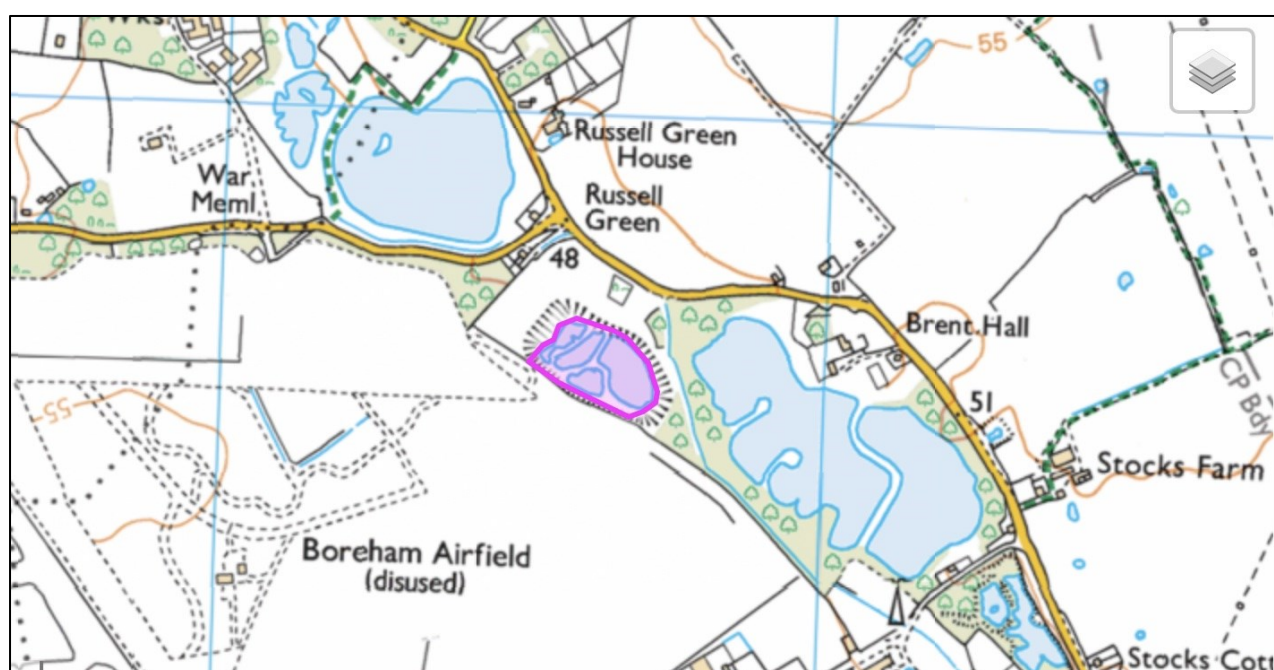 Wks
55
Russell Green
House
War
Meml
Russell
Green
48
Brent Hall
55
51
CP Bdy
Stocks Farm
Boreham Airfield
(disused)
Stocks Cott